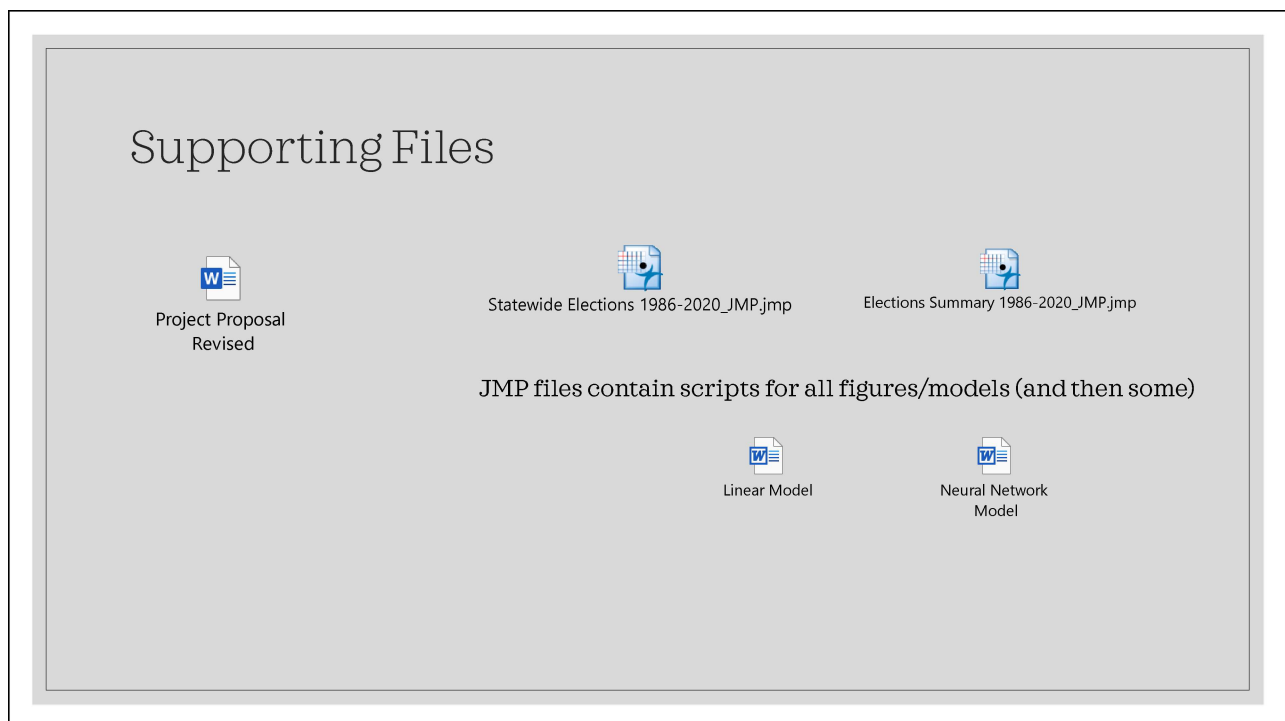 Supporting Files
Project Proposal
Revised
Statewide Elections 1986-2020_JMP.jmp
Elections Summary 1986-2020_JMP.jmp
JMP files contain scripts for all figures/models (and then some)
Linear Model
Neural Network
Model